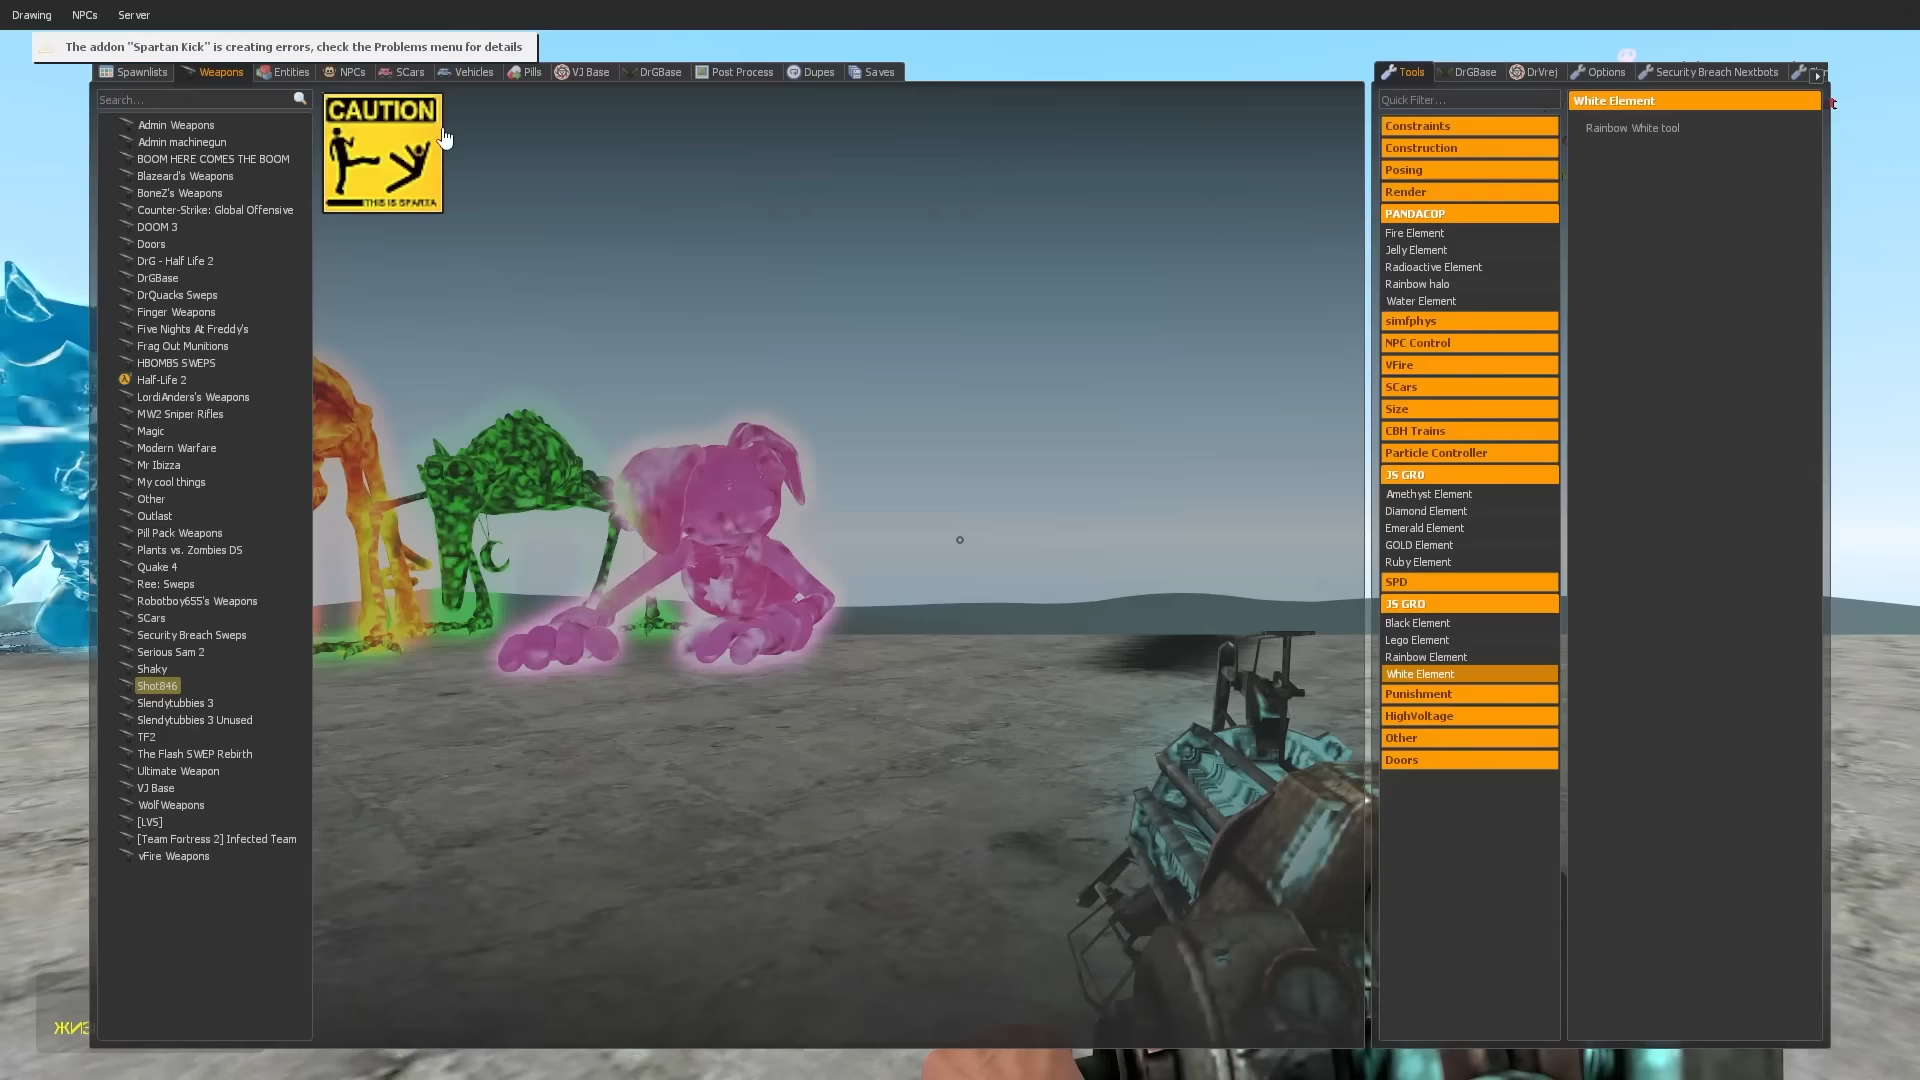 Drawing NPCs Server
The addon "Spartan Kick" is creating errors, check the Problems menu for details
Spawnlists Weapons Entities NPCs SCars Vehicles Pills VJ Base DrGBase Post Process Dupes Saves
Search...
Admin Weapons
Admin machinegun
BOOM HERE COMES THE BOOM
Blazeard's Weapons
BoneZ's Weapons
Counter-Strike: Global Offensive
DOOM 3
Doors
DrG - Half Life 2
DrGBase
DrQuacks Sweps
Finger Weapons
Five Nights At Freddy's
Frag Out Munitions
HBOMBS SWEPS
Half-Life 2
LordiAnders's Weapons
MW2 Sniper Rifles
Magic
Modern Warfare
Mr Ibizza
My cool things
Other
Outlast
Pill Pack Weapons
Plants vs. Zombies DS
Quake 4
Ree: Sweps
Robotboy655's Weapons
SCars
Security Breach Sweps
Serious Sam 2
Shaky
Shot846
Slendytubbies 3
Slendytubbies 3 Unused
TF2
The Flash SWEP Rebirth
Ultimate Weapon
VJ Base
Wolf Weapons
[LVS]
[Team Fortress 2] Infected Team
vFire Weapons
CAUTION
THIS IS SPARTA
Tools DrGBase DrVrej Options Security Breach Nextbots
Quick Filter...
Constraints
Construction
Posing
Render
PANDACOP
Fire Element
Jelly Element
Radioactive Element
Rainbow halo
Water Element
simfphys
NPC Control
VFire
SCars
Size
CBH Trains
Particle Controller
JS GRO
Amethyst Element
Diamond Element
Emerald Element
GOLD Element
Ruby Element
SPD
JS GRO
Black Element
Lego Element
Rainbow Element
White Element
Punishment
HighVoltage
Other
Doors
White Element
Rainbow White tool